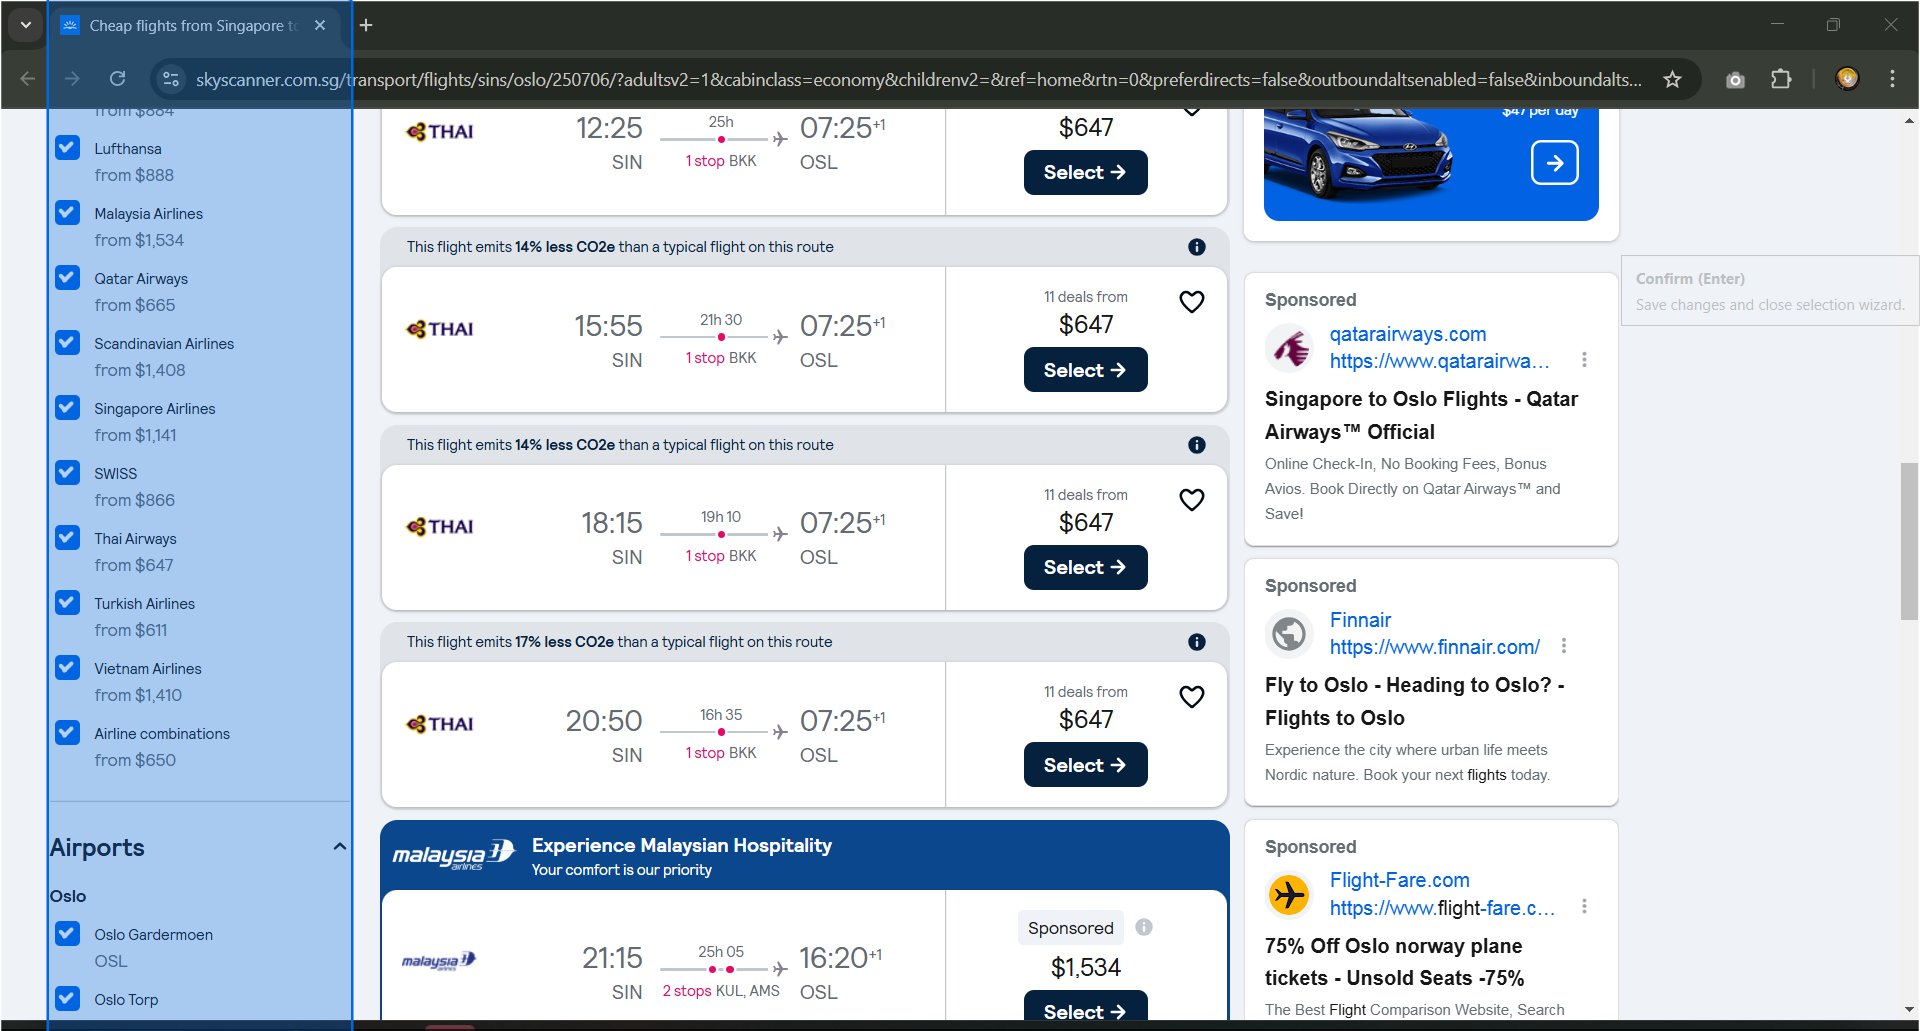 Cheap flights from Singapore to
skyscanner.com.sg/transport/flights/sins/oslo/250706/?adultsv2=1&cabinclass=economy&childrenv2=&ref=home&rtn=0&preferdirects=false&outboundaltsenabled=false&inboundalts...
from $884
Lufthansa
from $888
Malaysia Airlines
from $1,534
Qatar Airways
from $665
Scandinavian Airlines
from $1,408
Singapore Airlines
from $1,141
SWISS
from $866
Thai Airways
from $647
Turkish Airlines
from $611
Vietnam Airlines
from $1,410
Airline combinations
from $650
Airports
Oslo
Oslo Gardermoen
OSL
Oslo Torp
THAI
12:25
SIN
25h
1 stop BKK
07:25+1
OSL
$647
Select
This flight emits 14% less CO2e than a typical flight on this route
THAI
15:55
SIN
21h 30
1 stop BKK
07:25+1
OSL
11 deals from
$647
Select
This flight emits 14% less CO2e than a typical flight on this route
THAI
18:15
SIN
19h 10
1 stop BKK
07:25+1
OSL
11 deals from
$647
Select
This flight emits 17% less CO2e than a typical flight on this route
THAI
20:50
SIN
16h 35
1 stop BKK
07:25+1
OSL
11 deals from
$647
Select
malaysia airlines
Experience Malaysian Hospitality
Your comfort is our priority
malaysia airlines
21:15
SIN
25h 05
2 stops KUL, AMS
16:20+1
OSL
Sponsored
$1,534
Select
$47 per day
Sponsored
qatarairways.com
https://www.qatarairwa...
Singapore to Oslo Flights - Qatar
Airways™ Official
Online Check-In, No Booking Fees, Bonus
Avios. Book Directly on Qatar Airways™ and
Save!
Sponsored
Finnair
https://www.finnair.com/
Fly to Oslo - Heading to Oslo? -
Flights to Oslo
Experience the city where urban life meets
Nordic nature. Book your next flights today.
Sponsored
Flight-Fare.com
https://www.flight-fare.c...
75% Off Oslo norway plane
tickets - Unsold Seats -75%
The Best Flight Comparison Website, Search
Confirm (Enter)
Save changes and close selection wizard.